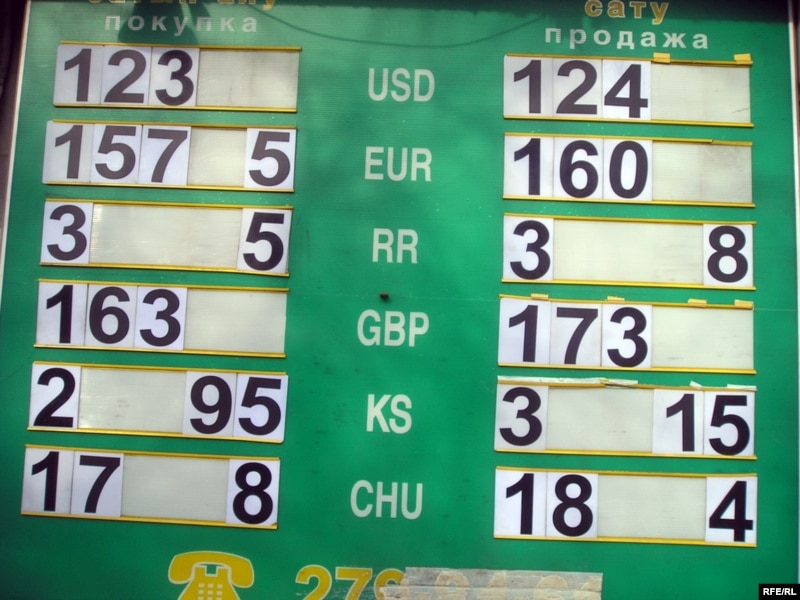 сату
покупка продажа
123 USD 124
157 5 EUR 160
3 5 RR 3 8
163 GBP 173
2 95 KS 3 15
17 8 CHU 18 4
279
RFE/RL